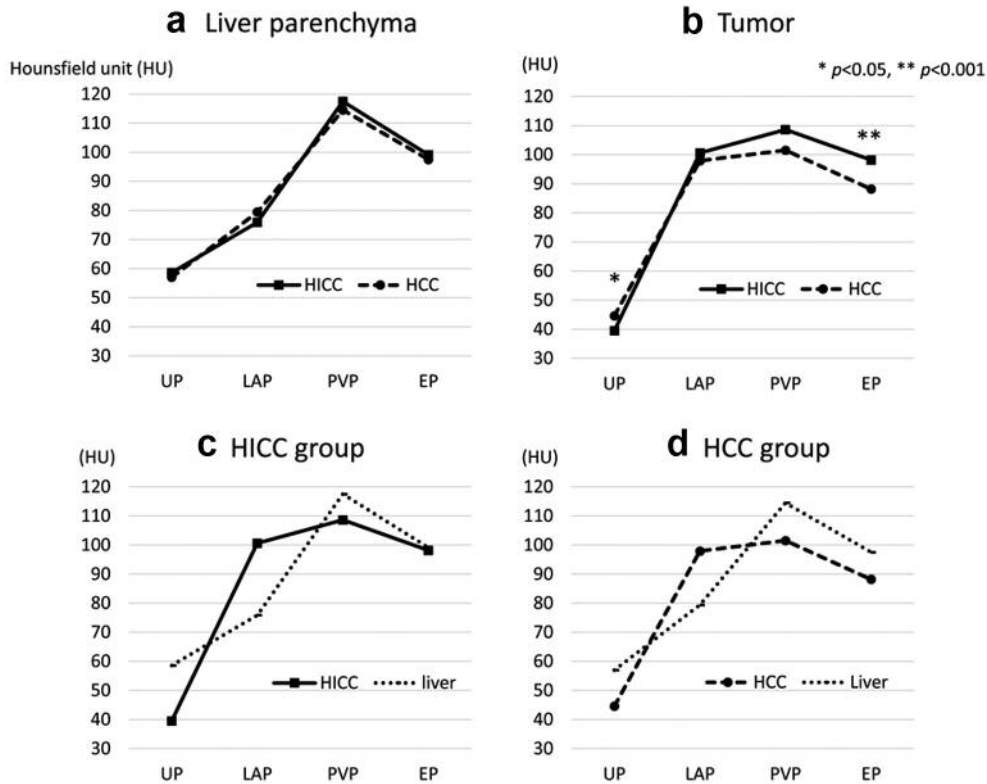 a Liver parenchyma
Hounsfield unit (HU)
120
110
100
90
80
70
60
50
40
30
HICC HCC
UP LAP PVP EP
b Tumor
(HU)
* p<0.05, ** p<0.001
120
110
100
90
80
70
60
50
40
30
**
*
HICC HCC
UP LAP PVP EP
c HICC group
(HU)
120
110
100
90
80
70
60
50
40
30
HICC liver
UP LAP PVP EP
d HCC group
(HU)
120
110
100
90
80
70
60
50
40
30
HCC Liver
UP LAP PVP EP